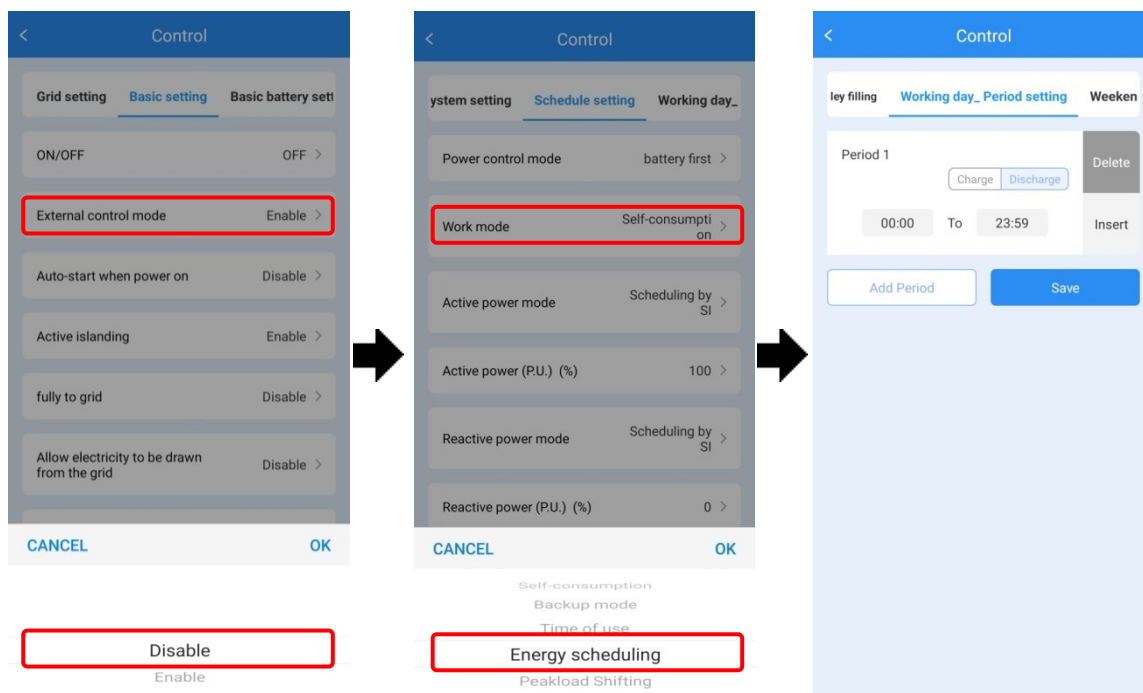 Control
Grid setting Basic setting Basic battery sett
ON/OFF OFF >
External control mode Enable >
Auto-start when power on Disable >
Active islanding Enable >
fully to grid Disable >
Allow electricity to be drawn
from the grid Disable >
CANCEL OK
Disable
Enable
Control
ystem setting Schedule setting Working day_
Power control mode battery first >
Work mode Self-consumpti
on >
Active power mode Scheduling by
SI >
Active power (P.U.) (%) 100 >
Reactive power mode Scheduling by
SI >
Reactive power (P.U.) (%) 0 >
CANCEL OK
Self-consumption
Backup mode
Time of use
Energy scheduling
Peakload Shifting
Control
ley filling Working day_ Period setting Weeken
Period 1
Delete
Charge Discharge
00:00 To 23:59 Insert
Add Period Save